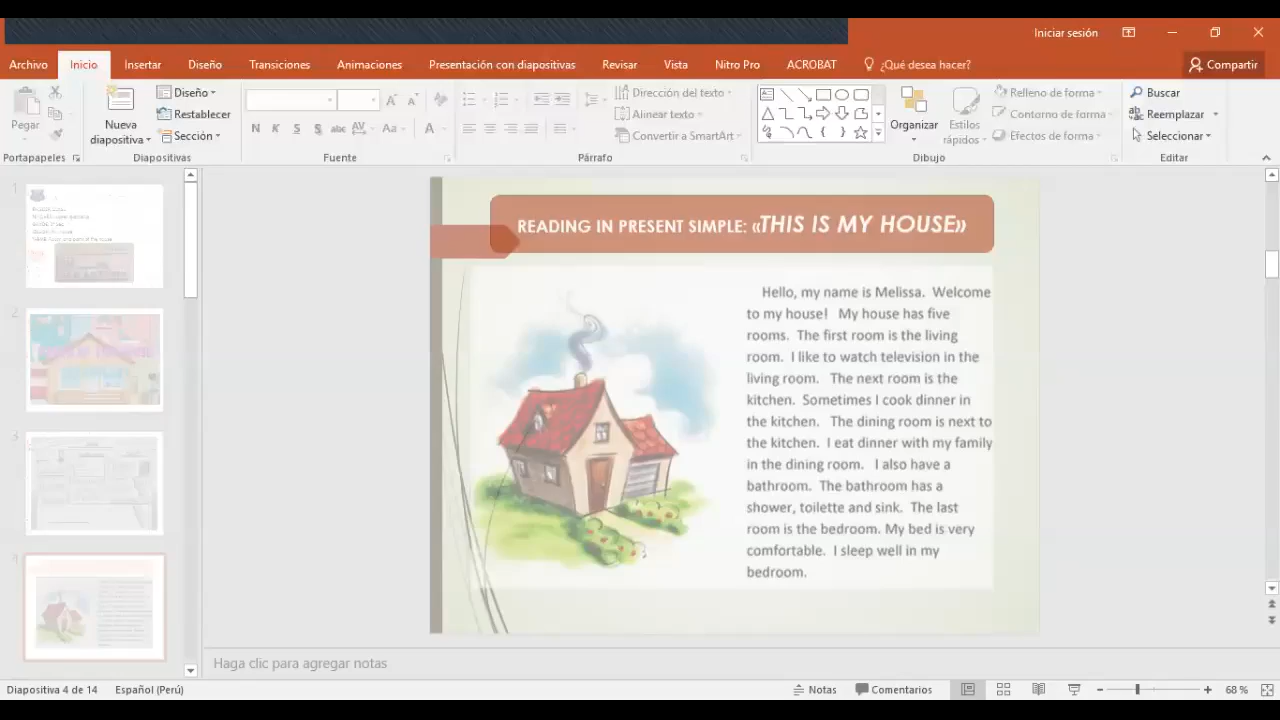 Iniciar sesión
Archivo Inicio Insertar Diseño Transiciones Animaciones Presentación con diapositivas Revisar Vista Nitro Pro ACROBAT ¿Qué desea hacer? Compartir
Pegar
Nueva diapositiva
Diseño
Restablecer
Sección
N K S S abc AV Aa A
Dirección del texto
Alinear texto
Convertir a SmartArt
Organizar
Estilos rápidos
Relleno de forma
Contorno de forma
Efectos de forma
Buscar
Reemplazar
Seleccionar
Portapapeles Diapositivas Fuente Párrafo Dibujo Editar
1
2
3
4
READING IN PRESENT SIMPLE: «THIS IS MY HOUSE»
Hello, my name is Melissa. Welcome
to my house! My house has five
rooms. The first room is the living
room. I like to watch television in the
living room. The next room is the
kitchen. Sometimes I cook dinner in
the kitchen. The dining room is next to
the kitchen. I eat dinner with my family
in the dining room. I also have a
bathroom. The bathroom has a
shower, toilette and sink. The last
room is the bedroom. My bed is very
comfortable. I sleep well in my
bedroom.
Haga clic para agregar notas
Diapositiva 4 de 14 Español (Perú) Notas Comentarios 68 %